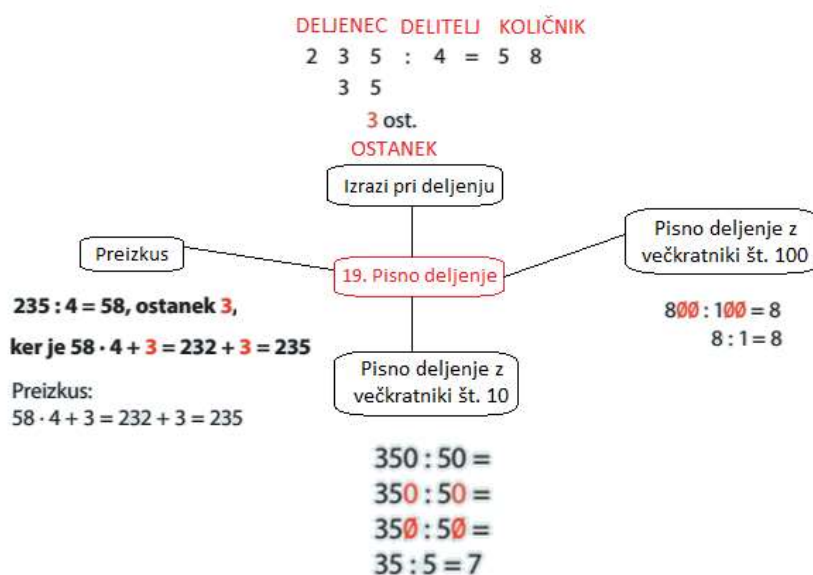 DELJENEC DELITELJ KOLIČNIK
2 3 5 : 4 = 5 8
3 5
3 ost.
OSTANEK
Izrazi pri deljenju
Preizkus
19. Pisno deljenje
Pisno deljenje z
večkratniki št. 100
235 : 4 = 58, ostanek 3,
ker je 58 · 4 + 3 = 232 + 3 = 235
Preizkus:
58 · 4 + 3 = 232 + 3 = 235
800 : 100 = 8
8 : 1 = 8
Pisno deljenje z
večkratniki št. 10
350 : 50 =
350 : 50 =
350 : 50 =
35 : 5 = 7